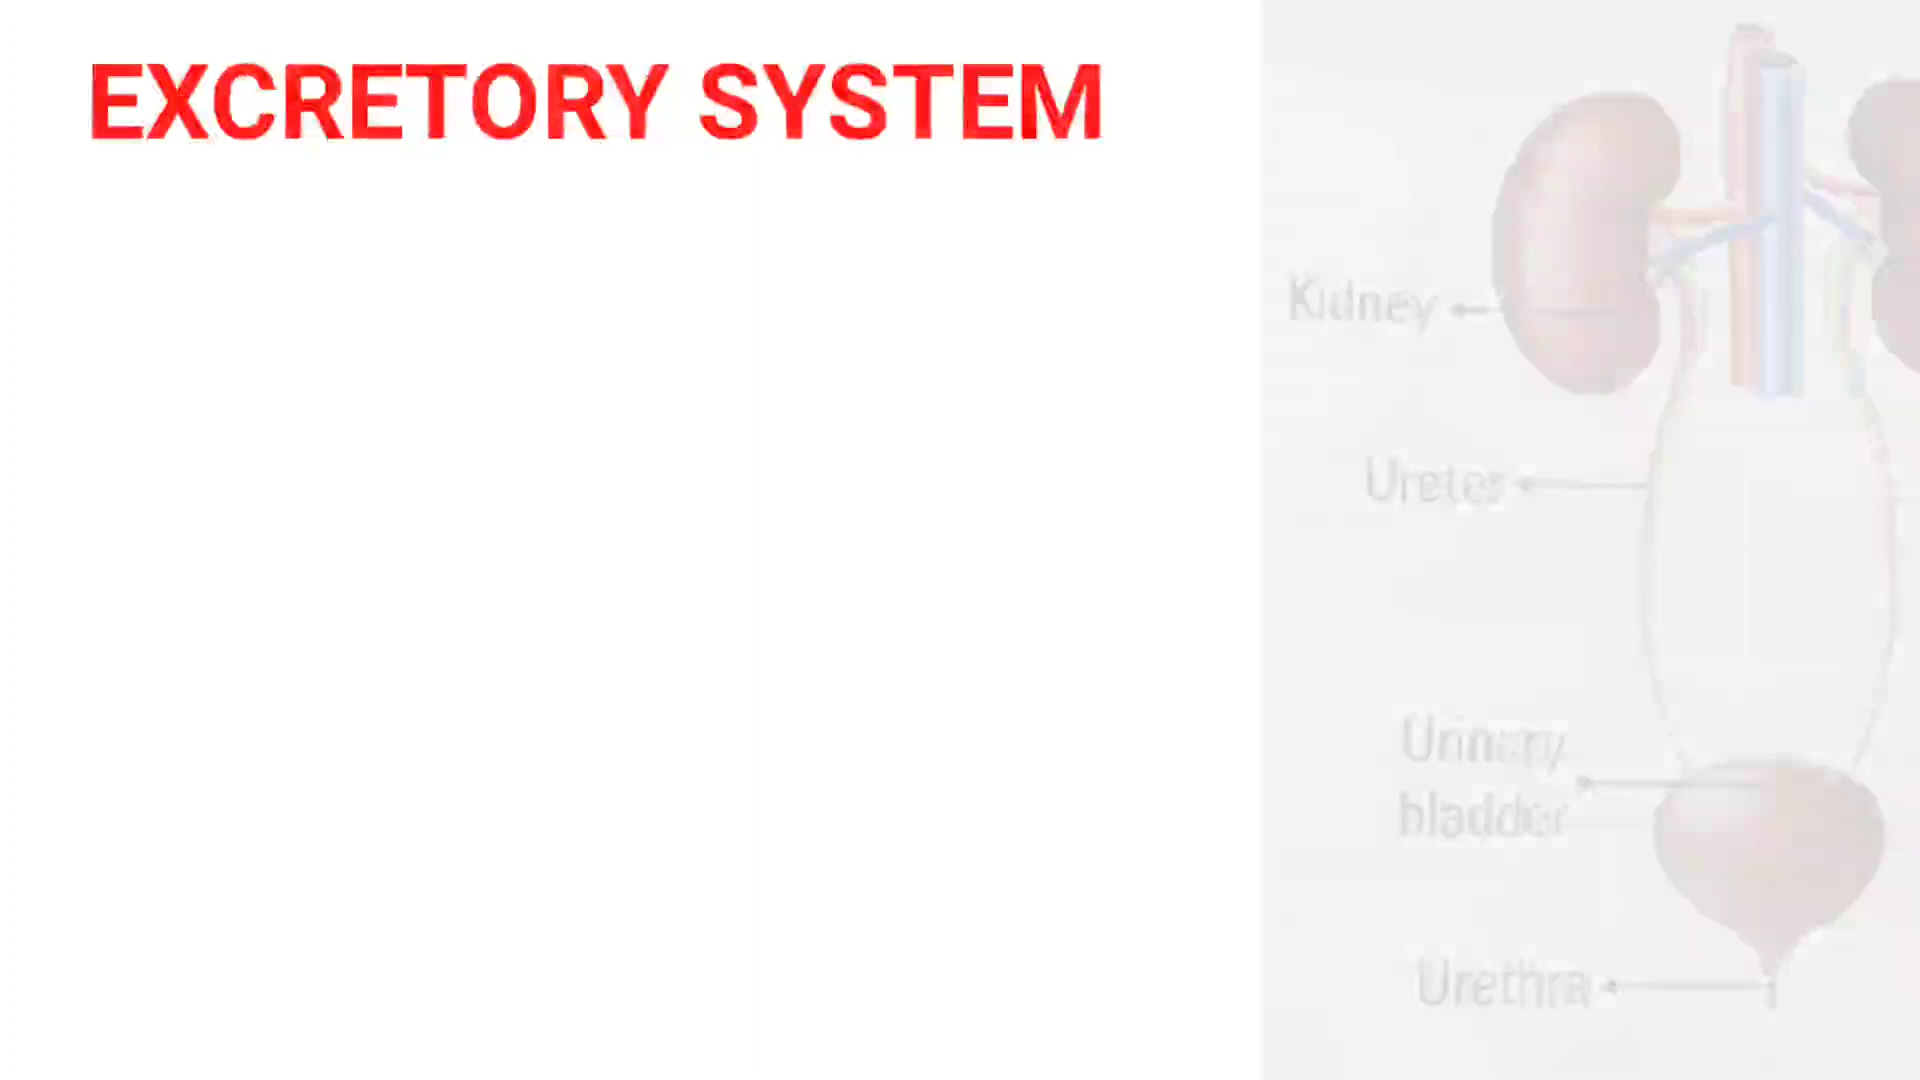 EXCRETORY SYSTEM
Kidney
Ureter
Urinary
bladder
Urethra